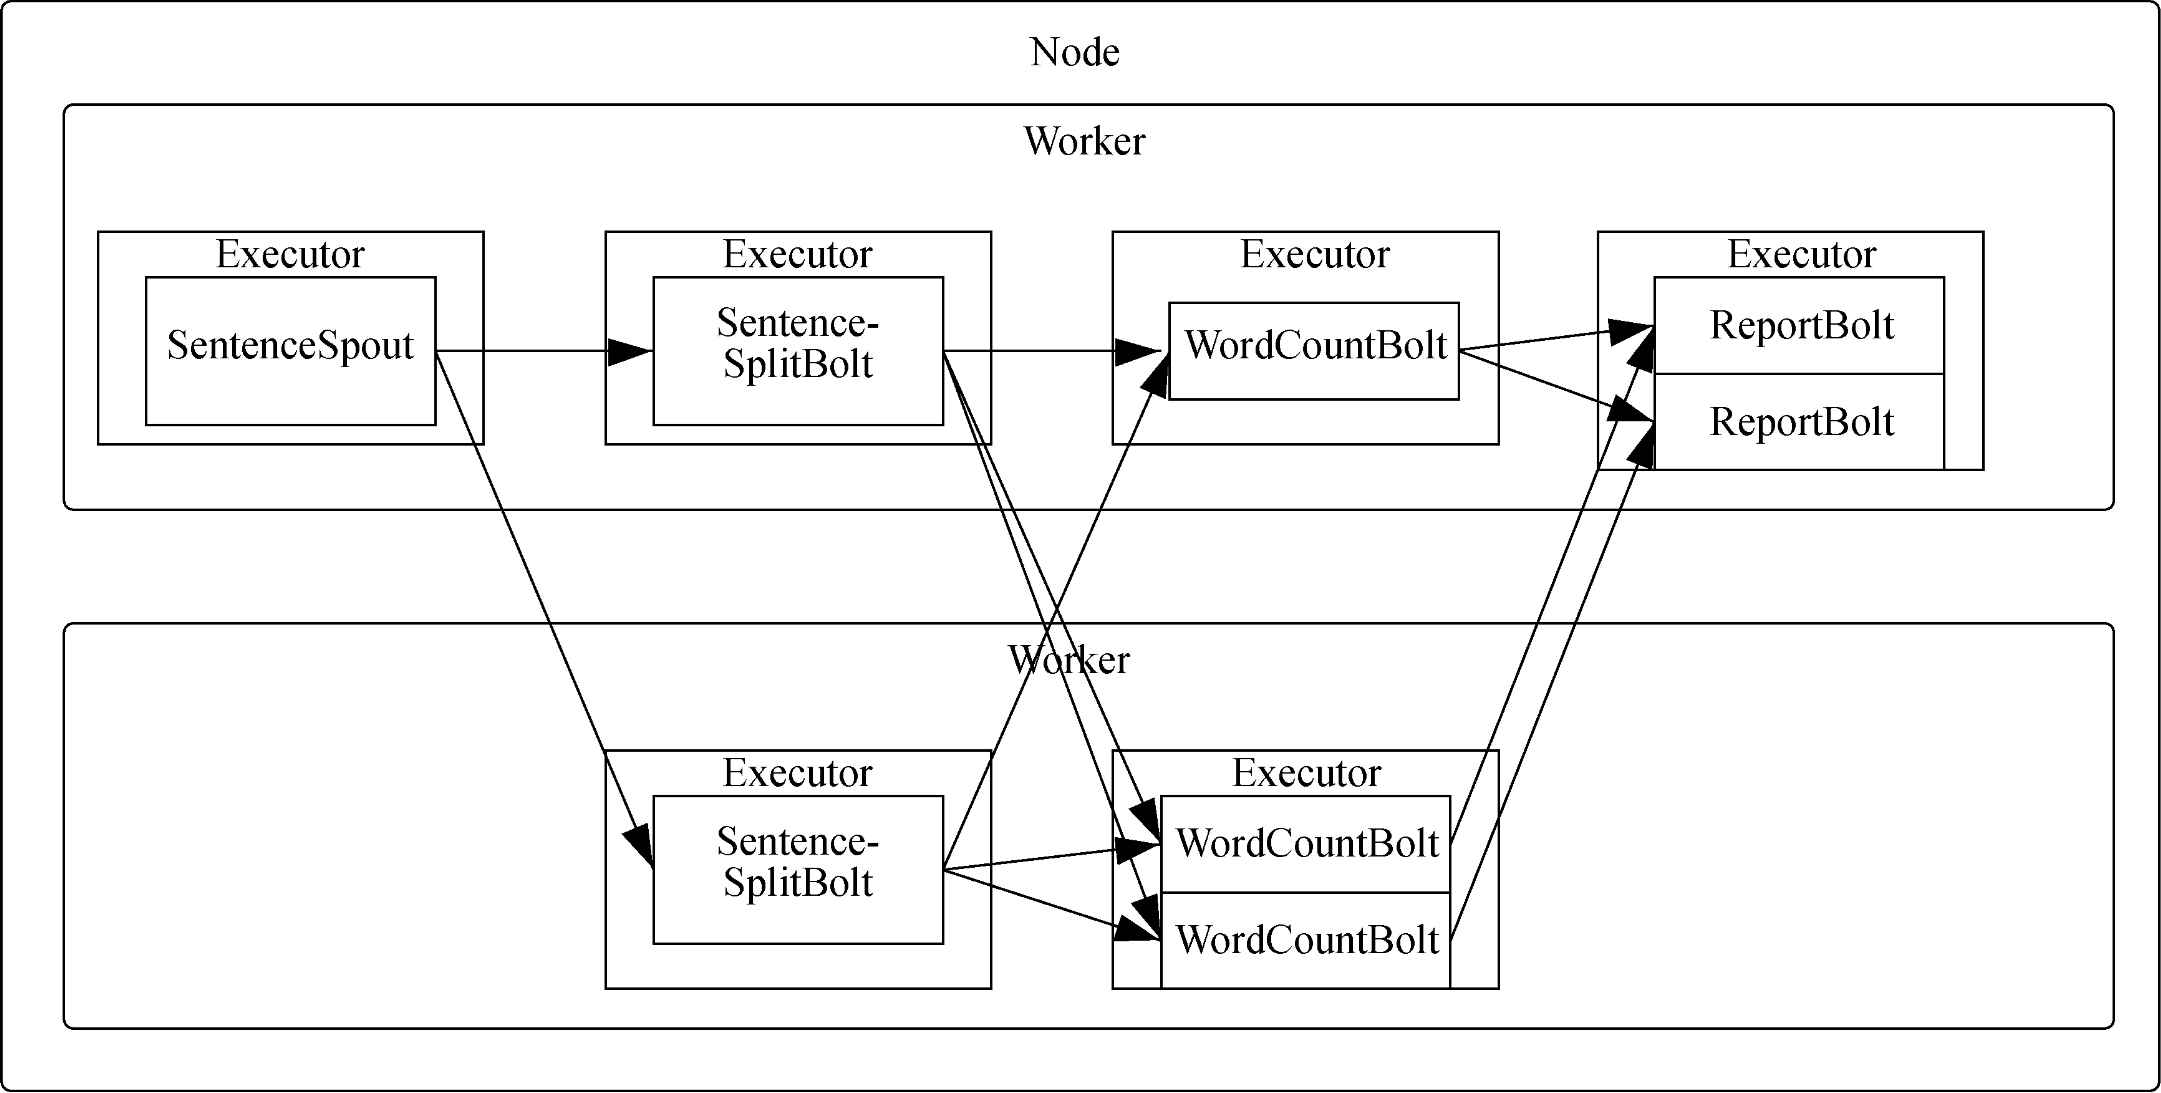 Node
Worker
Executor
SentenceSpout
Executor
Sentence-
SplitBolt
Executor
WordCountBolt
Executor
ReportBolt
ReportBolt
Worker
Executor
Sentence-
SplitBolt
Executor
WordCountBolt
WordCountBolt